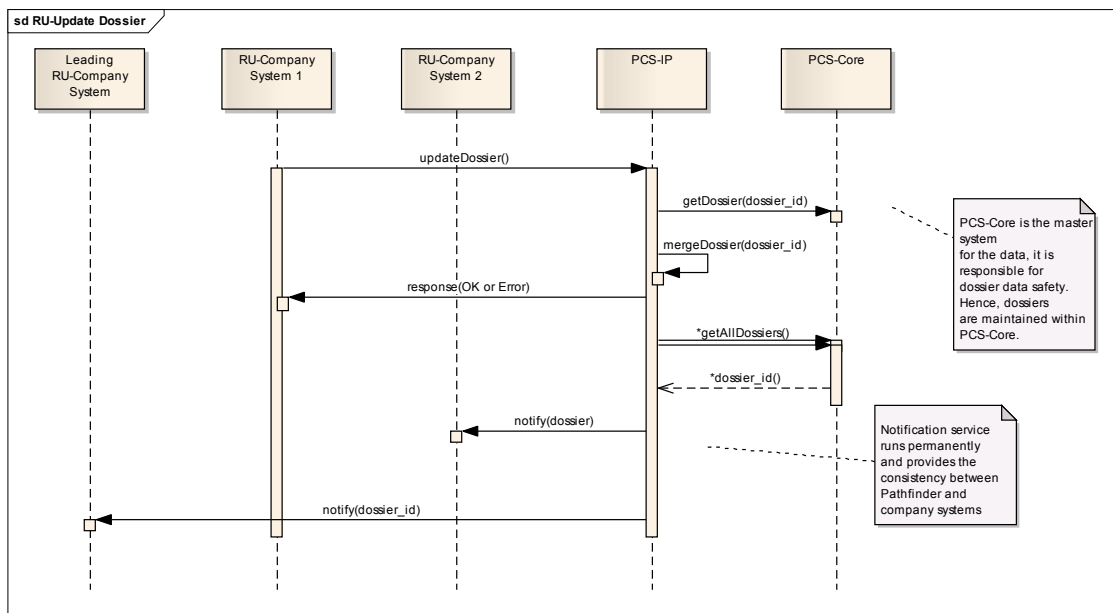 sd RU-Update Dossier
Leading
RU-Company
System
RU-Company
System 1
RU-Company
System 2
PCS-IP
PCS-Core
updateDossier()
getDossier(dossier_id)
mergeDossier(dossier_id)
response(OK or Error)
*getAllDossiers()
*dossier_id()
notify(dossier)
notify(dossier_id)
PCS-Core is the master
system
for the data, it is
responsible for
dossier data safety.
Hence, dossiers
are maintained within
PCS-Core.
Notification service
runs permanently
and provides the
consistency between
Pathfinder and
company systems